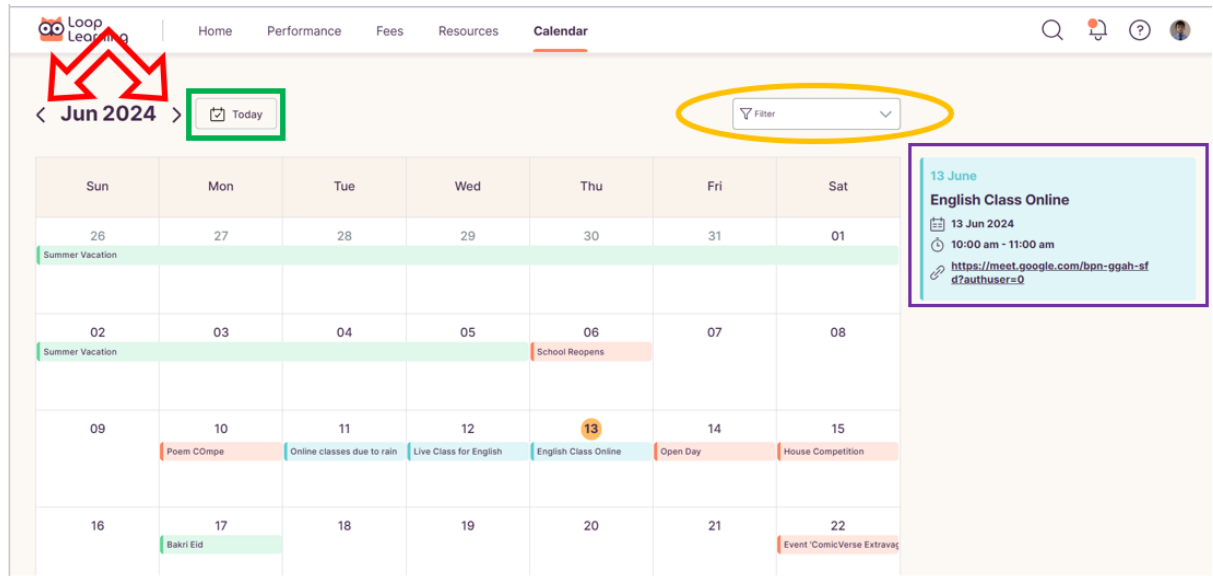 Loop
Learning
Home Performance Fees Resources Calendar
?
Jun 2024
Today
Filter
Sun Mon Tue Wed Thu Fri Sat
26 27 28 29 30 31 01
Summer Vacation
02 03 04 05 06 07 08
Summer Vacation School Reopens
09 10 11 12 13 14 15
Poem COmpe Online classes due to rain Live Class for English English Class Online Open Day House Competition
16 17 18 19 20 21 22
Bakri Eid Event 'ComicVerse Extravag
13 June
English Class Online
13 Jun 2024
10:00 am - 11:00 am
https://meet.google.com/bpn-ggah-sf
d?authuser=0